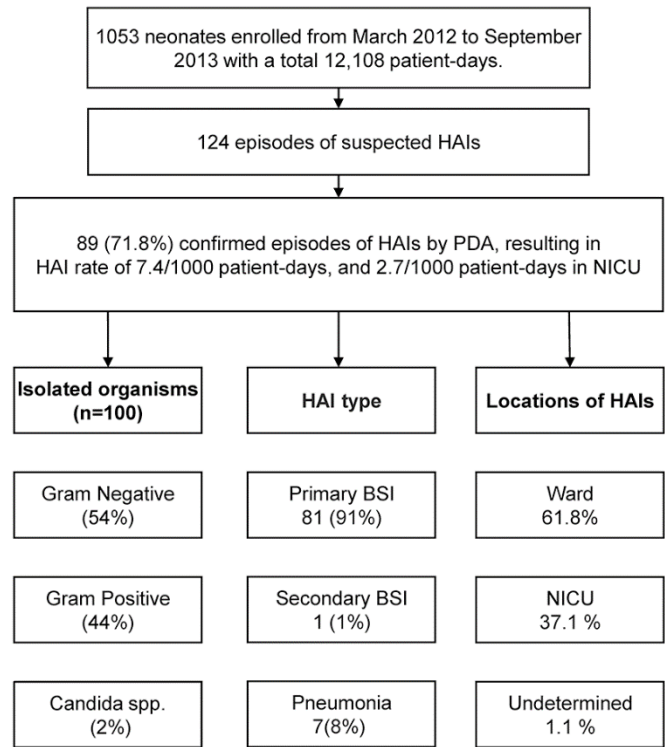 1053 neonates enrolled from March 2012 to September
2013 with a total 12,108 patient-days.
124 episodes of suspected HAIs
89 (71.8%) confirmed episodes of HAIs by PDA, resulting in
HAI rate of 7.4/1000 patient-days, and 2.7/1000 patient-days in NICU
Isolated organisms
(n=100)
HAI type
Locations of HAIs
Gram Negative
(54%)
Primary BSI
81 (91%)
Ward
61.8%
Gram Positive
(44%)
Secondary BSI
1 (1%)
NICU
37.1 %
Candida spp.
(2%)
Pneumonia
7(8%)
Undetermined
1.1 %